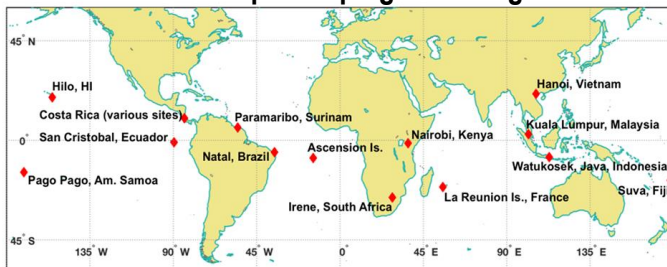 45° N
Hilo, HI
Hanoi, Vietnam
Costa Rica (various sites)
Paramaribo, Surinam
Kuala Lumpur, Malaysia
San Cristobal, Ecuador
Nairobi, Kenya
0°
Ascension Is.
Natal, Brazil
Watukosek, Java, Indonesia
Pago Pago, Am. Samoa
La Reunion Is., France
Suva, Fiji
Irene, South Africa
45° S
135° W
90° W
45° W
0°
45° E
90° E
135° E